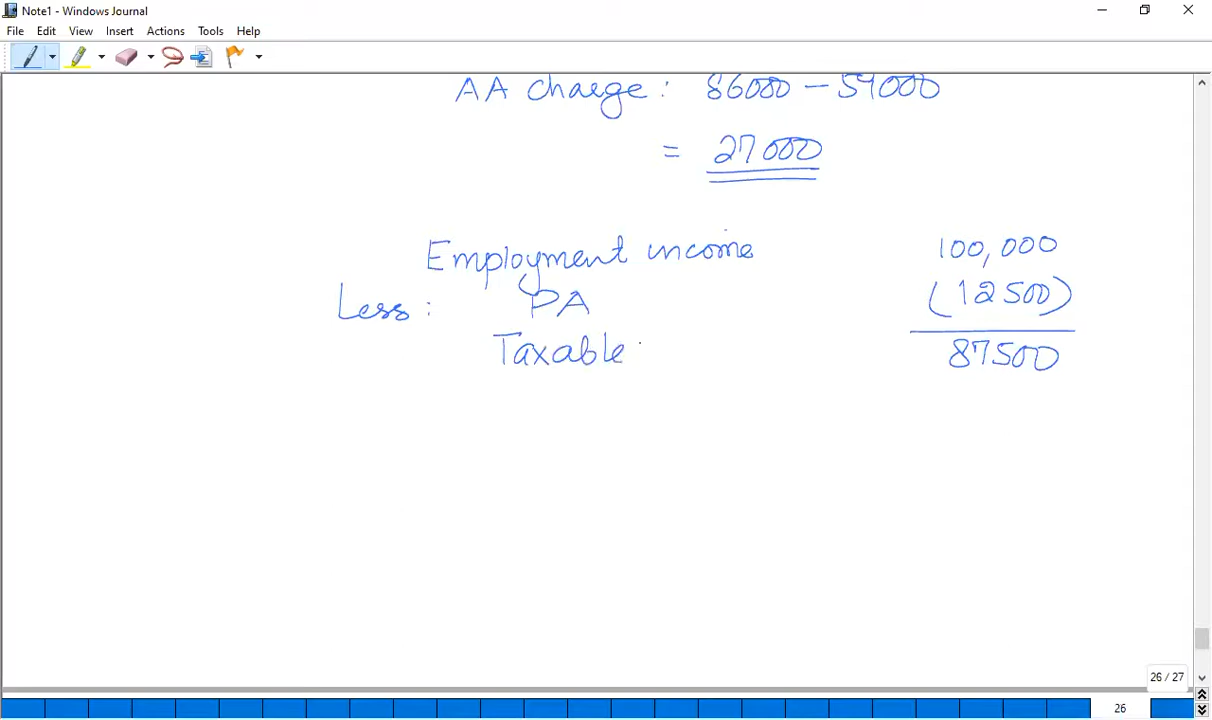 Note1 - Windows Journal
File Edit View Insert Actions Tools Help
AA charge : 86000 - 59000
= 27000
Employment income 100,000
Less : PA (12500)
Taxable 87500
26 / 27
26